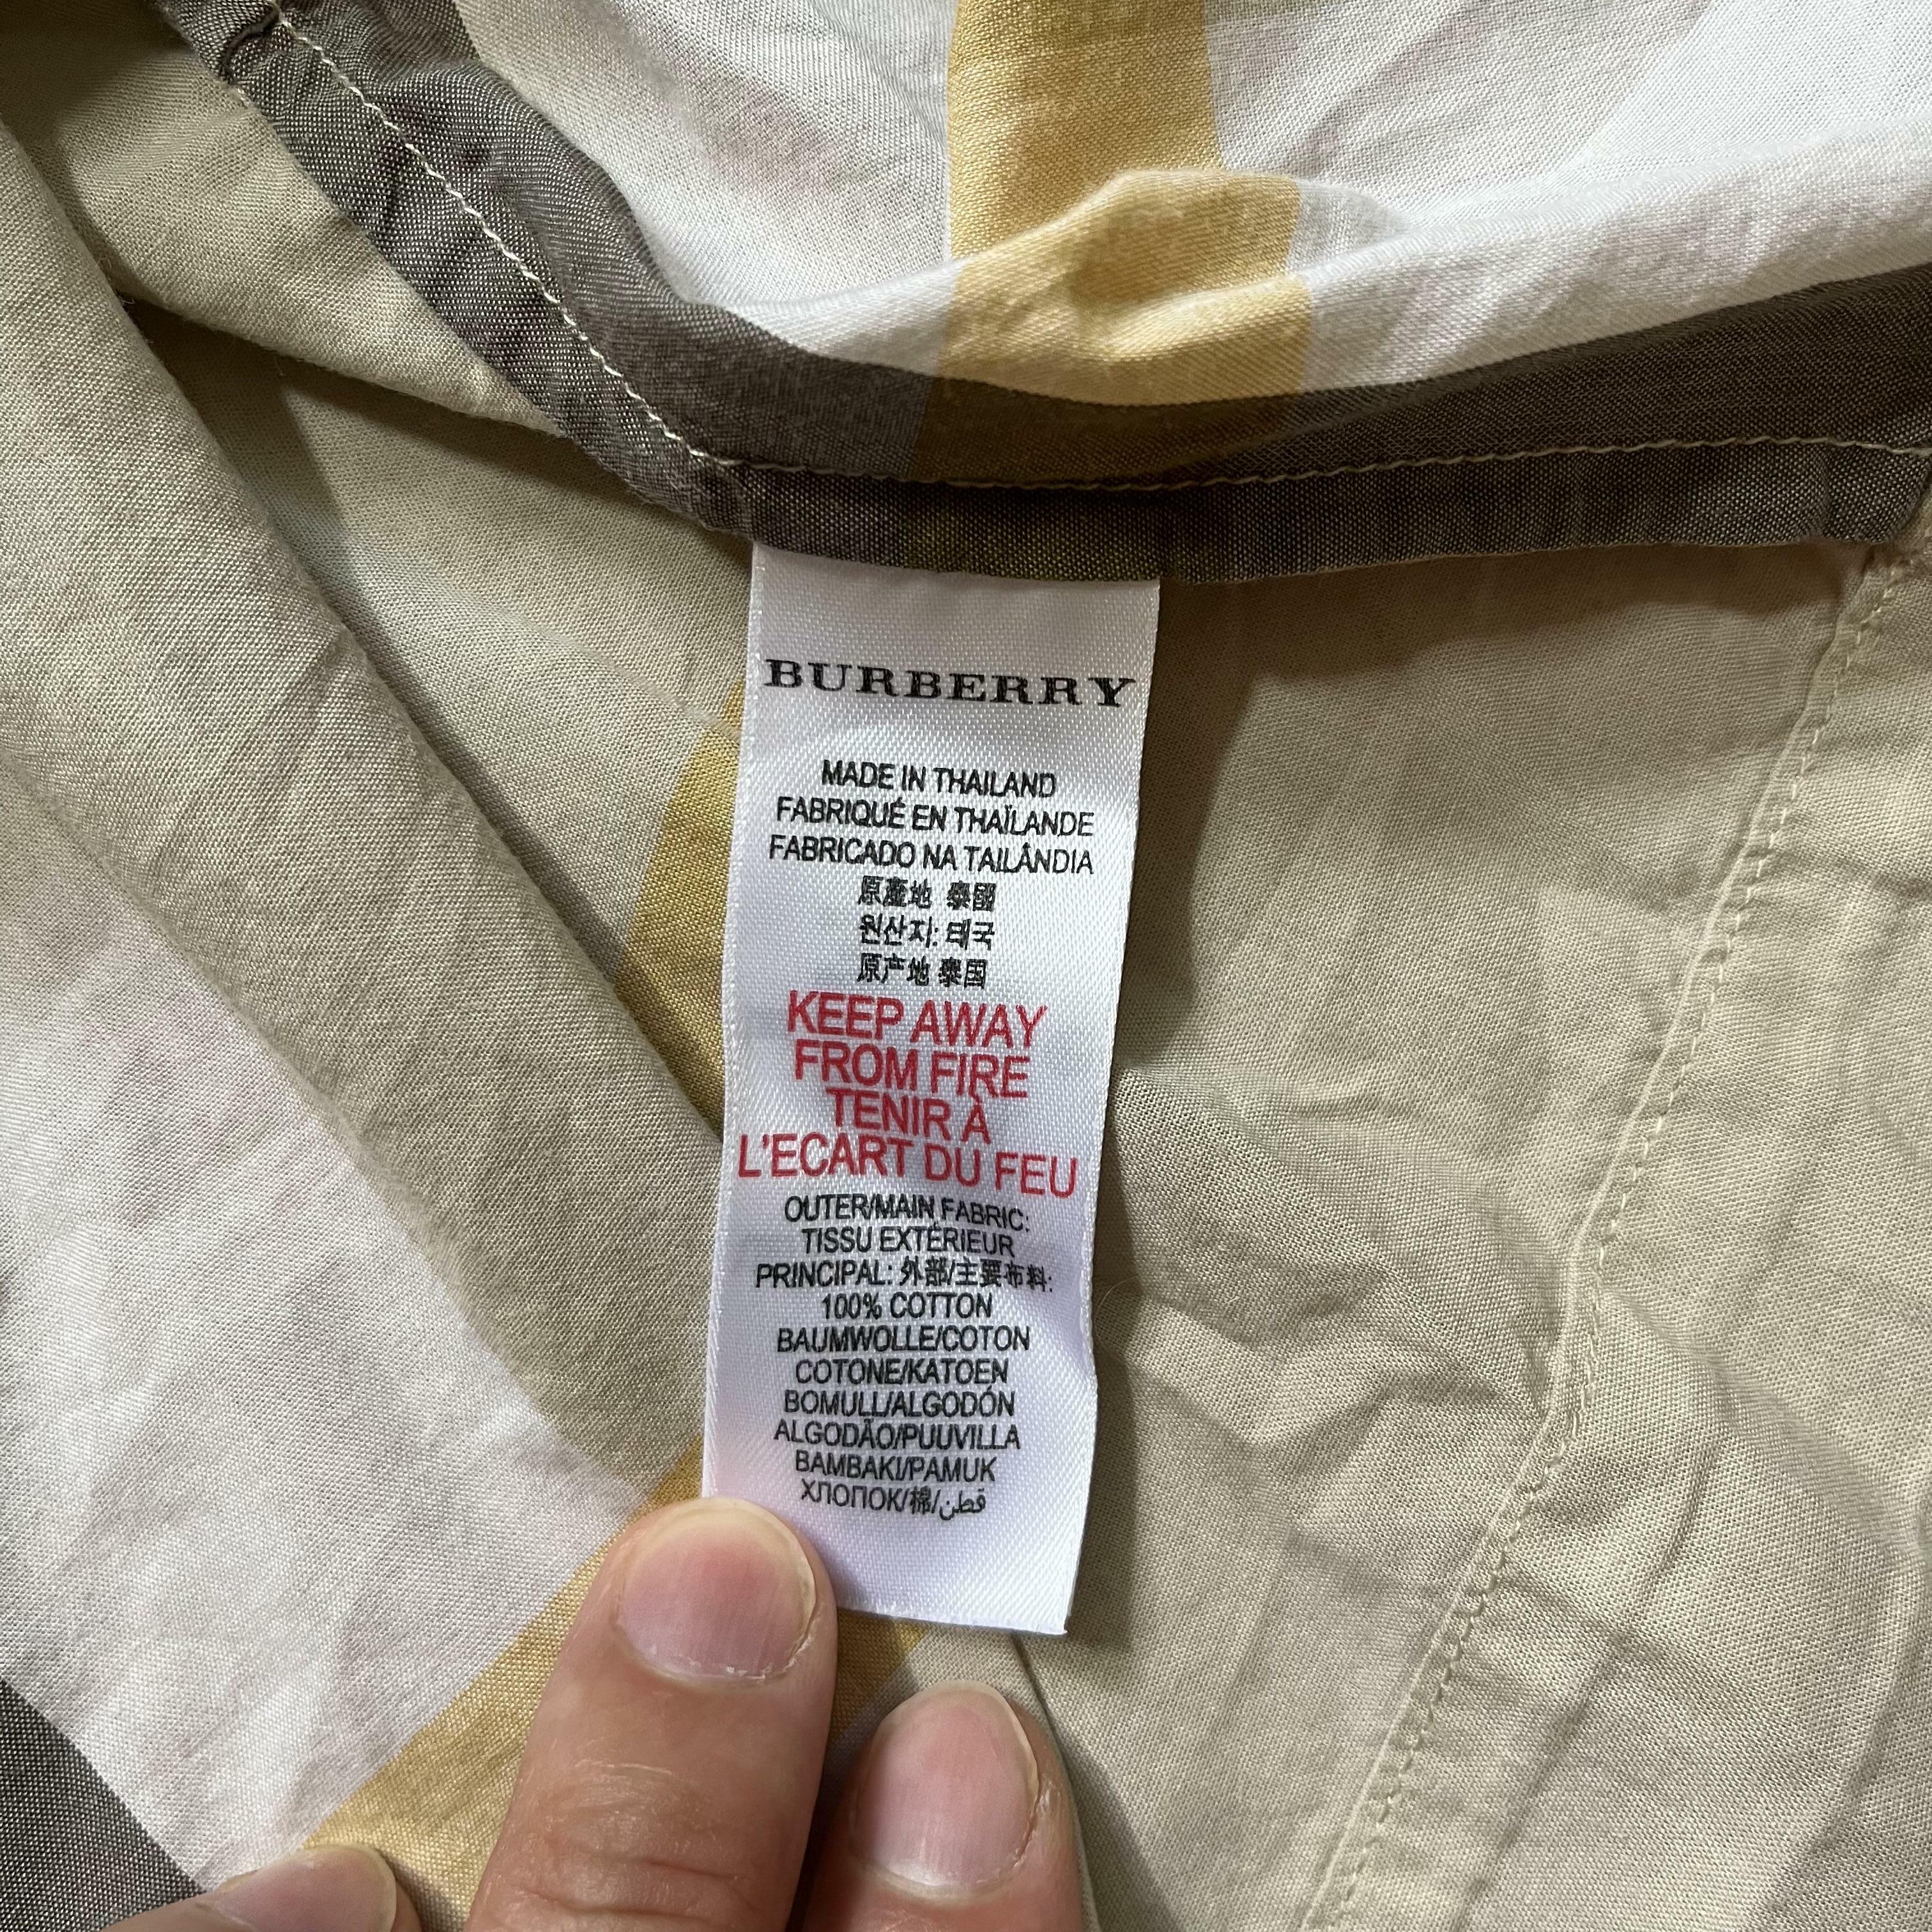 BURBERRY
MADE IN THAILAND
FABRIQUÉ EN THAÏLANDE
FABRICADO NA TAILÂNDIA
原產地 泰國
원산지: 태국
原产地 泰国
KEEP AWAY
FROM FIRE
TENIR À
L'ECART DU FEU
OUTER/MAIN FABRIC:
TISSU EXTÉRIEUR
PRINCIPAL: 外部/主要布料:
100% COTTON
BAUMWOLLE/COTON
COTONE/KATOEN
BOMULL/ALGODÓN
ALGODÃO/PUUVILLA
BAMBAKI/PAMUK
ХЛОПОК/棉/قطن